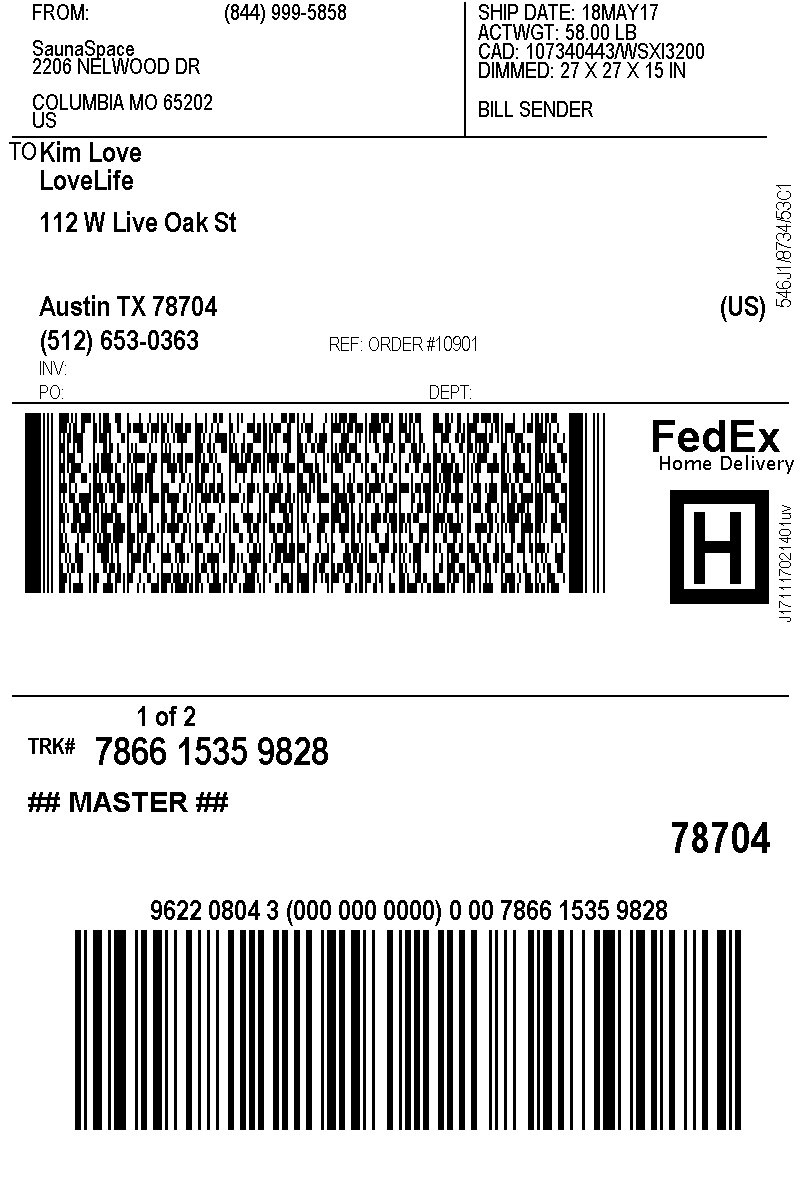 FROM: (844) 999-5858
SaunaSpace
2206 NELWOOD DR
COLUMBIA MO 65202
US
SHIP DATE: 18MAY17
ACTWGT: 58.00 LB
CAD: 107340443/WSXI3200
DIMMED: 27 X 27 X 15 IN
BILL SENDER
TO Kim Love
LoveLife
112 W Live Oak St
Austin TX 78704 (US)
(512) 653-0363 REF: ORDER #10901
INV:
PO: DEPT:
546J1/8734/53C1
FedEx
Home Delivery
H
J171117021401uv
1 of 2
TRK# 7866 1535 9828
## MASTER ##
78704
9622 0804 3 (000 000 0000) 0 00 7866 1535 9828